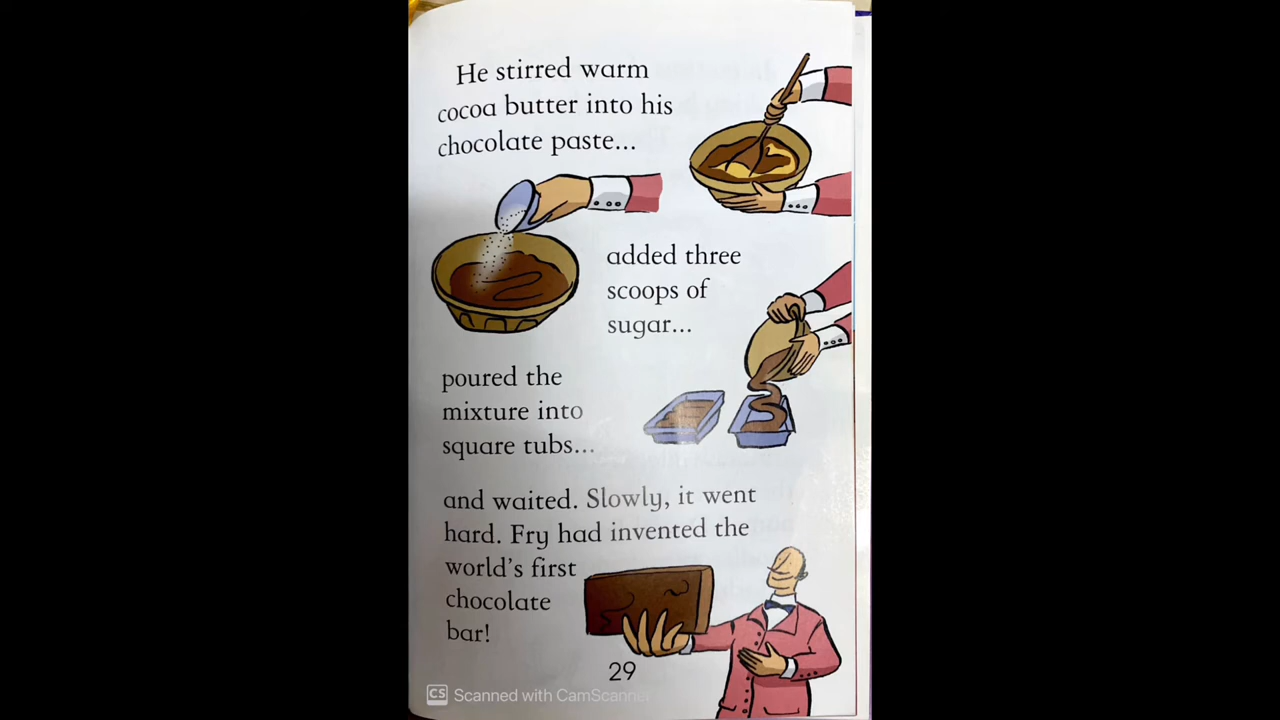 He stirred warm
cocoa butter into his
chocolate paste...
added three
scoops of
sugar...
poured the
mixture into
square tubs...
and waited. Slowly, it went
hard. Fry had invented the
world's first
chocolate
bar!
29
CS Scanned with CamScanner